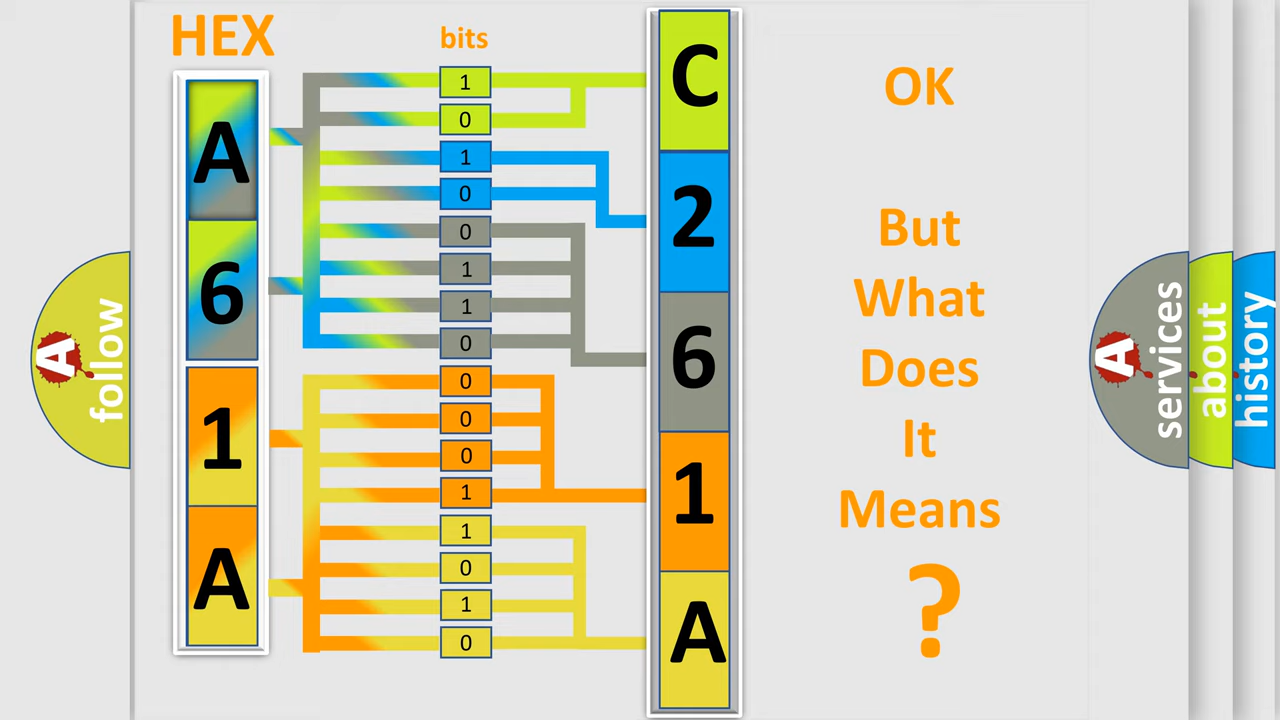 HEX
bits
A
6
1
A
1
0
1
0
0
1
1
0
0
0
0
1
1
0
1
0
C
2
6
1
A
OK
But
What
Does
It
Means
?
A
follow
A
services
about
history